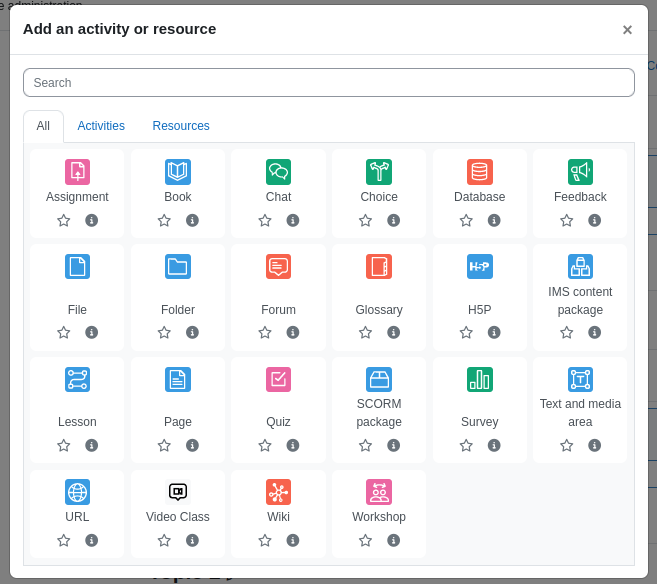 e administration
Add an activity or resource
×
Search
All
Activities
Resources
Assignment
Book
Chat
Choice
Database
Feedback
File
Folder
Forum
Glossary
H5P
H5P
IMS content
package
Lesson
Page
Quiz
SCORM
package
Survey
Text and media
area
URL
Video Class
Wiki
Workshop